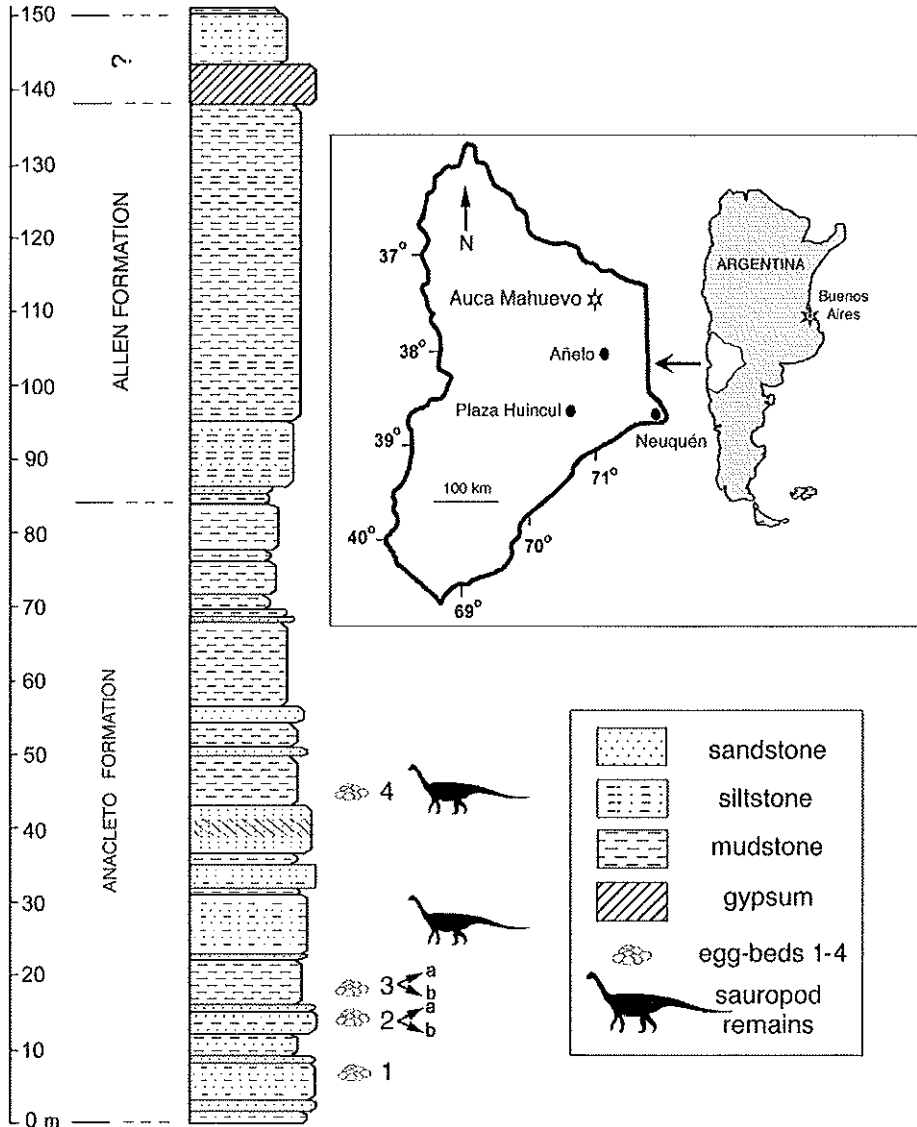 150
140
130
120
110
100
90
80
70
60
50
40
30
20
10
0 m
?
ALLEN FORMATION
ANACLETO FORMATION
4
3
a
b
2
a
b
1
N
37°
38°
39°
40°
69°
70°
71°
Auca Mahuevo
Añelo
Plaza Huincul
Neuquén
100 km
ARGENTINA
Buenos
Aires
sandstone
siltstone
mudstone
gypsum
egg-beds 1-4
sauropod
remains